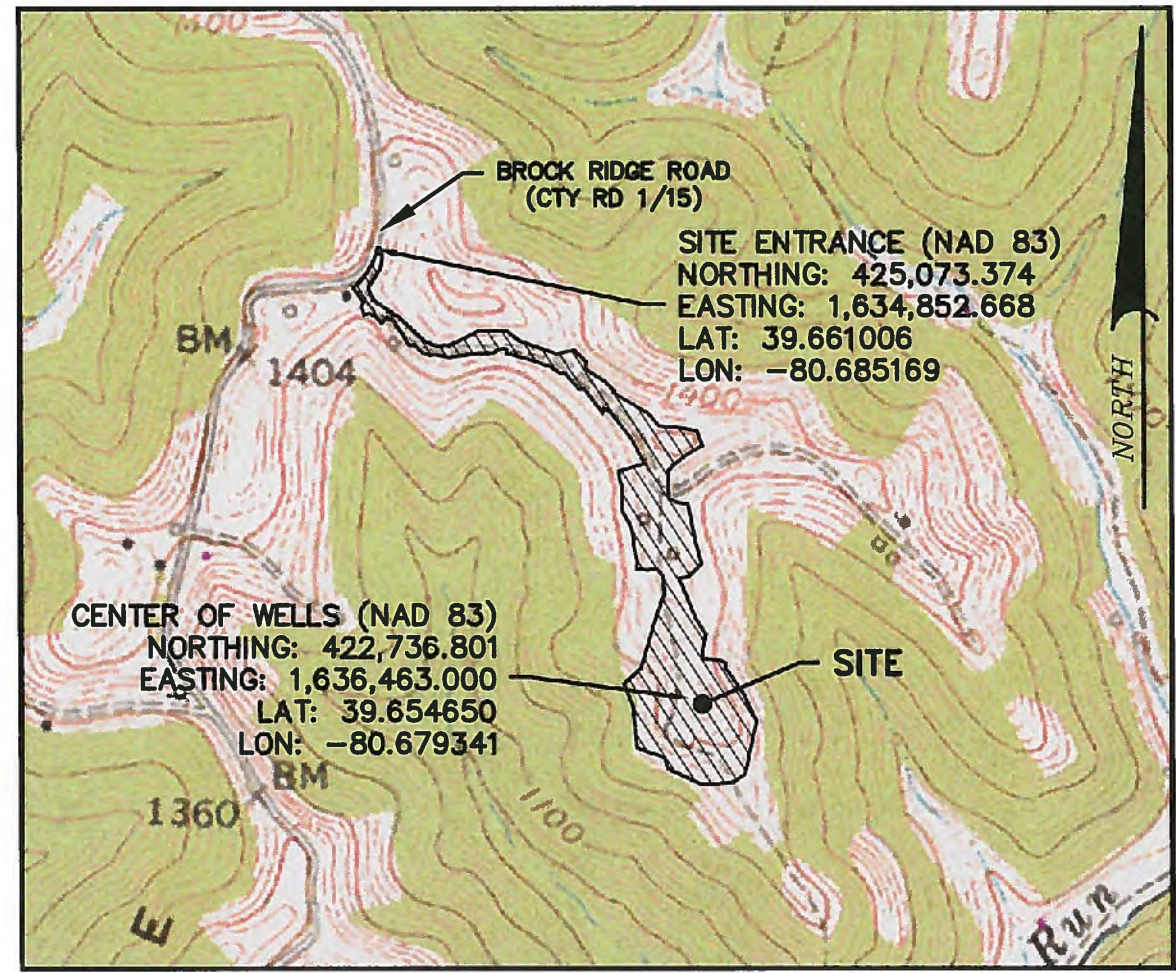 BROCK RIDGE ROAD
(CTY RD 1/15)
SITE ENTRANCE (NAD 83)
NORTHING: 425,073.374
EASTING: 1,634,852.668
LAT: 39.661006
LON: -80.685169
BM
1404
1400
NORTH
CENTER OF WELLS (NAD 83)
NORTHING: 422,736.801
EASTING: 1,636,463.000
LAT: 39.654650
LON: -80.679341
SITE
BM
1360
1100
E
Run